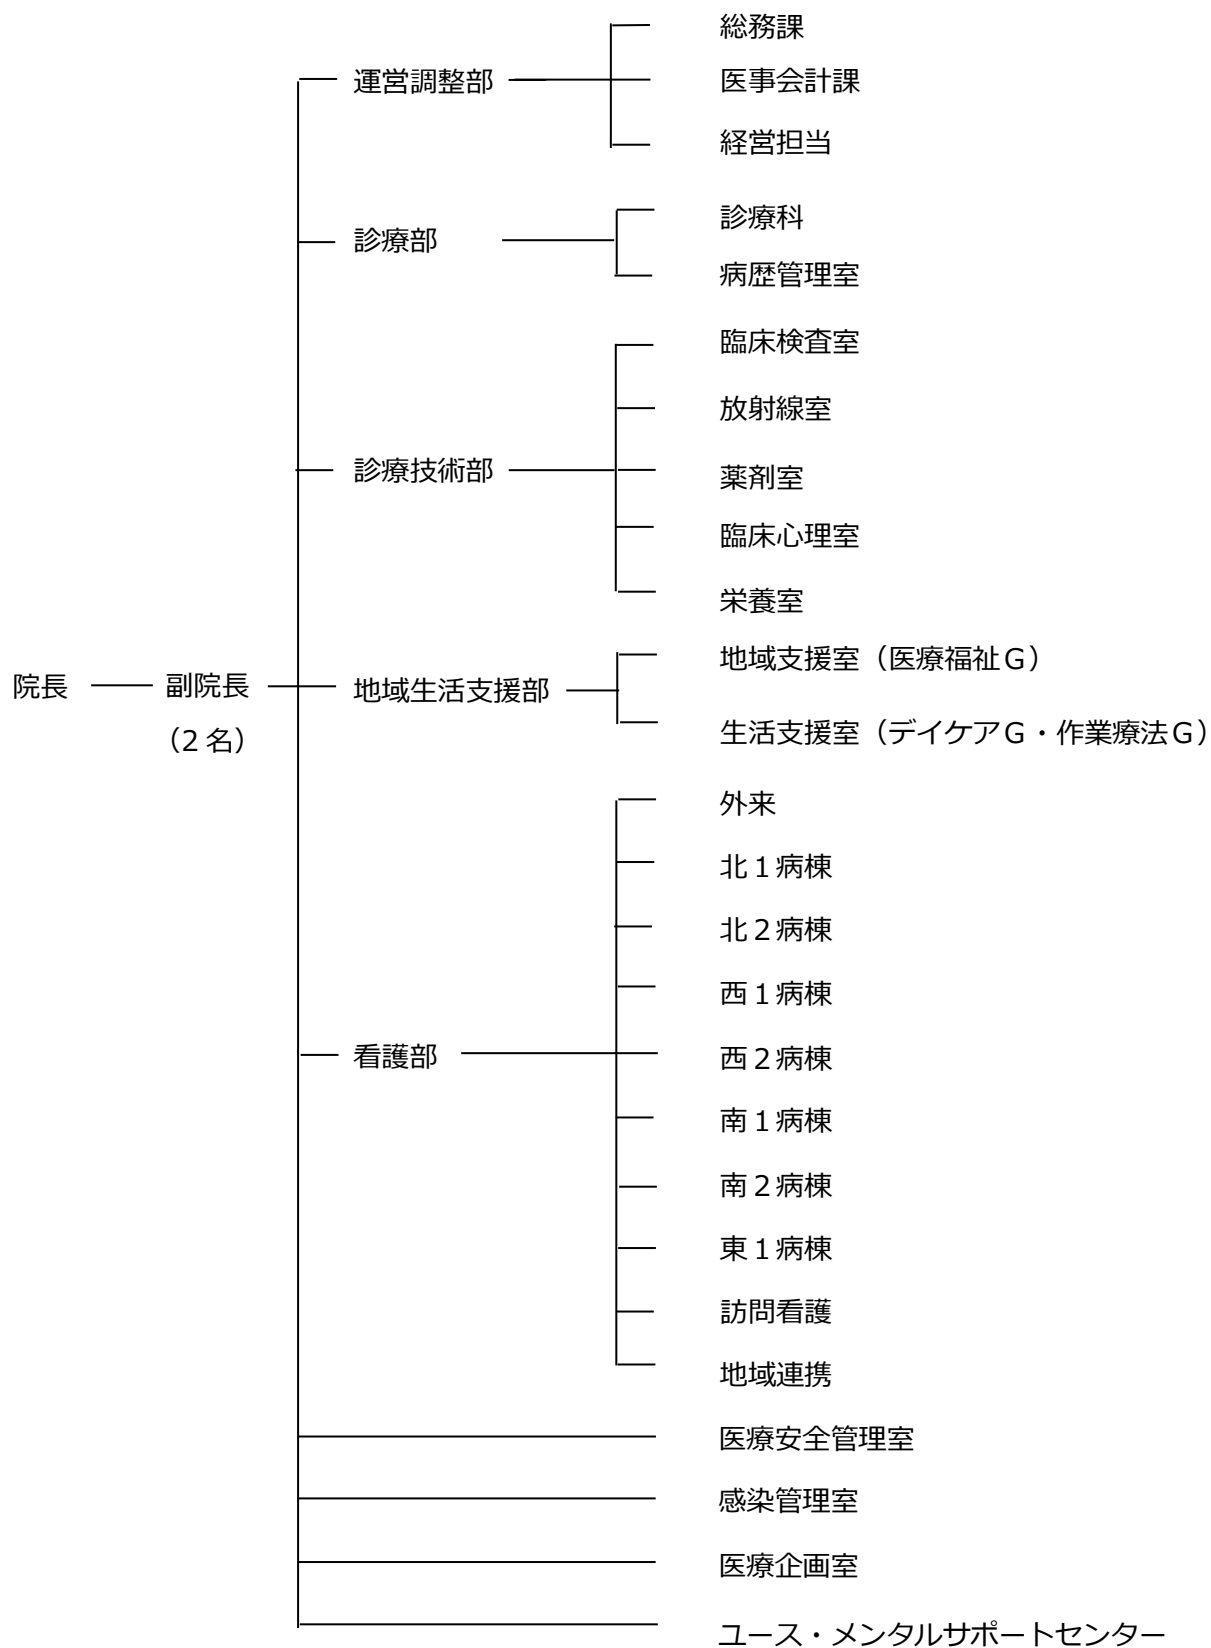 院長
副院長
（2 名）
運営調整部
総務課
医事会計課
経営担当
診療部
診療科
病歴管理室
診療技術部
臨床検査室
放射線室
薬剤室
臨床心理室
栄養室
地域生活支援部
地域支援室（医療福祉Ｇ）
生活支援室（デイケアＧ・作業療法Ｇ）
看護部
外来
北１病棟
北２病棟
西１病棟
西２病棟
南１病棟
南２病棟
東１病棟
訪問看護
地域連携
医療安全管理室
感染管理室
医療企画室
ユース・メンタルサポートセンター